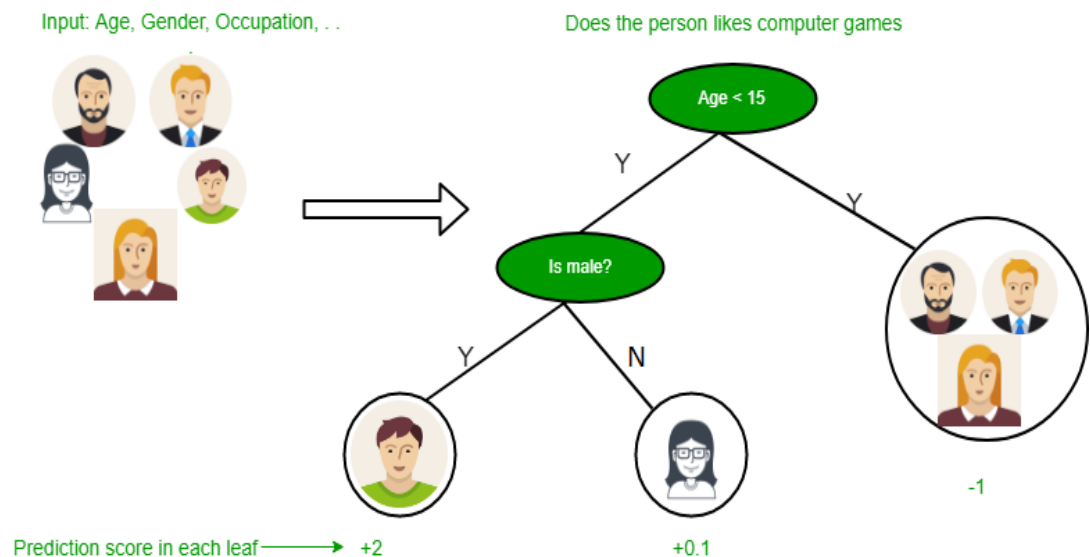 Input: Age, Gender, Occupation, . .
Does the person likes computer games
Age < 15
Y
Y
Is male?
Y
N
-1
Prediction score in each leaf
+2
+0.1